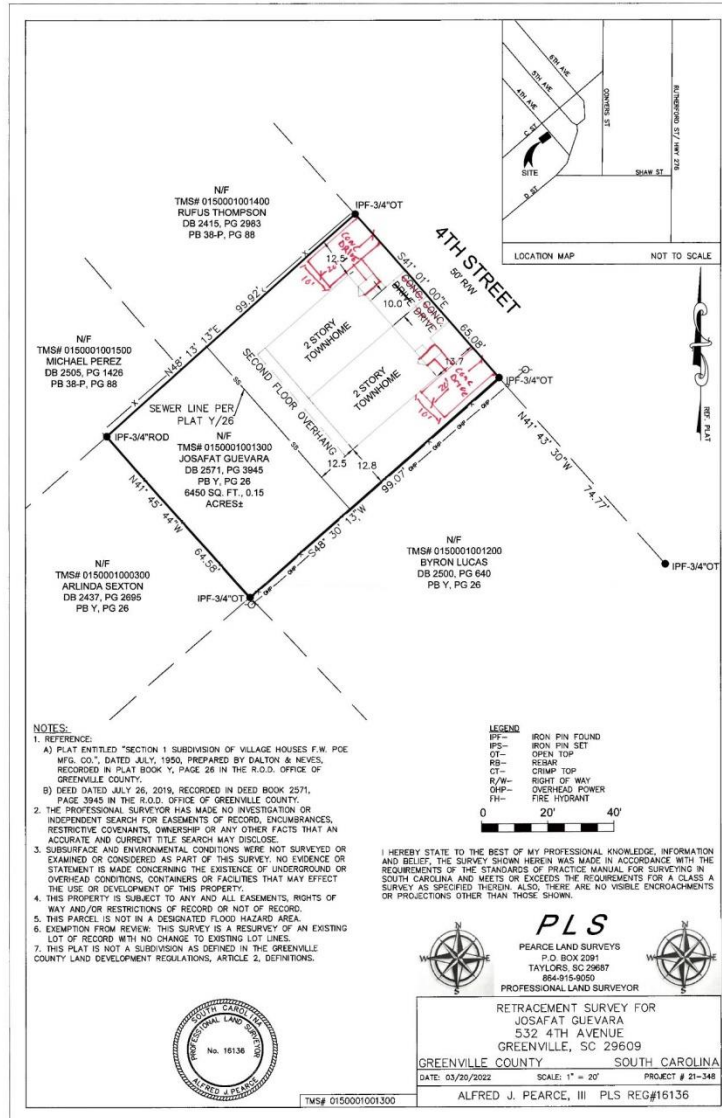 6TH AVE
5TH AVE
4TH AVE
C ST
D ST
CONYERS ST
RUTHERFORD ST/ HWY 276
SHAW ST
SITE
LOCATION MAP NOT TO SCALE
REF. PLAT
N/F
TMS# 0150001001400
RUFUS THOMPSON
DB 2415, PG 2983
PB 38-P, PG 88
IPF-3/4"OT
4TH STREET
50' R/W
S41° 01' 00"E
65.08'
CONC
DRIVE
12.5
20'
10'
CONC. CONC.
DRIVE DRIVE
10.0
N48° 13' 13"E
99.92'
N/F
TMS# 0150001001500
MICHAEL PEREZ
DB 2505, PG 1426
PB 38-P, PG 88
2 STORY
TOWNHOME
2 STORY
TOWNHOME
SECOND FLOOR OVERHANG
13.7
CONC
DRIVE
20'
10'
IPF-3/4"OT
SEWER LINE PER
PLAT Y/26
SS
SS
IPF-3/4"ROD
N/F
TMS# 0150001001300
JOSAFAT GUEVARA
DB 2571, PG 3945
PB Y, PG 26
6450 SQ. FT., 0.15
ACRES±
12.5 12.8
99.07'
S48° 30' 13"W
OHP
N41° 43' 30"W
74.77'
N41° 45' 44"W
64.58'
N/F
TMS# 0150001001200
BYRON LUCAS
DB 2500, PG 640
PB Y, PG 26
IPF-3/4"OT
N/F
TMS# 0150001000300
ARLINDA SEXTON
DB 2437, PG 2695
PB Y, PG 26
IPF-3/4"OT
NOTES:
1. REFERENCE:
A) PLAT ENTITLED "SECTION 1 SUBDIVISION OF VILLAGE HOUSES F.W. POE
MFG. CO.", DATED JULY, 1950, PREPARED BY DALTON & NEVES,
RECORDED IN PLAT BOOK Y, PAGE 26 IN THE R.O.D. OFFICE OF
GREENVILLE COUNTY.
B) DEED DATED JULY 26, 2019, RECORDED IN DEED BOOK 2571,
PAGE 3945 IN THE R.O.D. OFFICE OF GREENVILLE COUNTY.
2. THE PROFESSIONAL SURVEYOR HAS MADE NO INVESTIGATION OR
INDEPENDENT SEARCH FOR EASEMENTS OF RECORD, ENCUMBRANCES,
RESTRICTIVE COVENANTS, OWNERSHIP OR ANY OTHER FACTS THAT AN
ACCURATE AND CURRENT TITLE SEARCH MAY DISCLOSE.
3. SUBSURFACE AND ENVIRONMENTAL CONDITIONS WERE NOT SURVEYED OR
EXAMINED OR CONSIDERED AS PART OF THIS SURVEY. NO EVIDENCE OR
STATEMENT IS MADE CONCERNING THE EXISTENCE OF UNDERGROUND OR
OVERHEAD CONDITIONS, CONTAINERS OR FACILITIES THAT MAY EFFECT
THE USE OR DEVELOPMENT OF THIS PROPERTY.
4. THIS PROPERTY IS SUBJECT TO ANY AND ALL EASEMENTS, RIGHTS OF
WAY AND/OR RESTRICTIONS OF RECORD OR NOT OF RECORD.
5. THIS PARCEL IS NOT IN A DESIGNATED FLOOD HAZARD AREA.
6. EXEMPTION FROM REVIEW: THIS SURVEY IS A RESURVEY OF AN EXISTING
LOT OF RECORD WITH NO CHANGE TO EXISTING LOT LINES.
7. THIS PLAT IS NOT A SUBDIVISION AS DEFINED IN THE GREENVILLE
COUNTY LAND DEVELOPMENT REGULATIONS, ARTICLE 2, DEFINITIONS.
LEGEND
IPF- IRON PIN FOUND
IPS- IRON PIN SET
OT- OPEN TOP
RB- REBAR
CT- CRIMP TOP
R/W- RIGHT OF WAY
OHP- OVERHEAD POWER
FH- FIRE HYDRANT
0 20' 40'
I HEREBY STATE TO THE BEST OF MY PROFESSIONAL KNOWLEDGE, INFORMATION
AND BELIEF, THE SURVEY SHOWN HEREIN WAS MADE IN ACCORDANCE WITH THE
REQUIREMENTS OF THE STANDARDS OF PRACTICE MANUAL FOR SURVEYING IN
SOUTH CAROLINA AND MEETS OR EXCEEDS THE REQUIREMENTS FOR A CLASS A
SURVEY AS SPECIFIED THEREIN. ALSO, THERE ARE NO VISIBLE ENCROACHMENTS
OR PROJECTIONS OTHER THAN THOSE SHOWN.
PLS
PEARCE LAND SURVEYS
P.O. BOX 2091
TAYLORS, SC 29687
864-915-9050
PROFESSIONAL LAND SURVEYOR
N
E
S
W
N
E
S
W
SOUTH CAROLINA
PROFESSIONAL LAND SURVEYOR
No. 16136
ALFRED J. PEARCE
RETRACEMENT SURVEY FOR
JOSAFAT GUEVARA
532 4TH AVENUE
GREENVILLE, SC 29609
GREENVILLE COUNTY SOUTH CAROLINA
DATE: 03/20/2022 SCALE: 1" = 20' PROJECT # 21-348
TMS# 0150001001300
ALFRED J. PEARCE, III PLS REG#16136